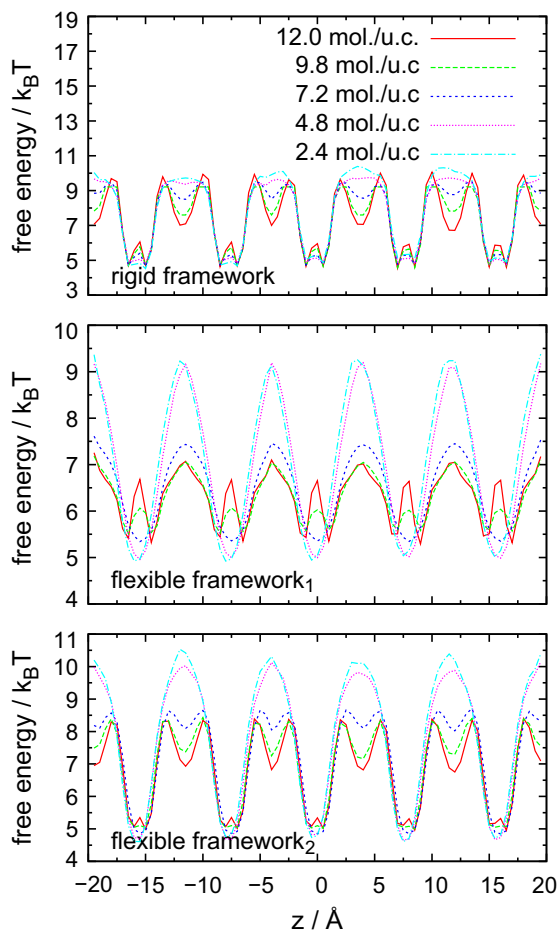 19
17
15
13
11
9
7
5
3
free energy / kBT
12.0 mol./u.c.
9.8 mol./u.c
7.2 mol./u.c
4.8 mol./u.c
2.4 mol./u.c
rigid framework
10
9
8
7
6
5
4
free energy / kBT
flexible framework1
11
10
9
8
7
6
5
4
free energy / kBT
flexible framework2
−20 −15 −10 −5 0 5 10 15 20
z / Å